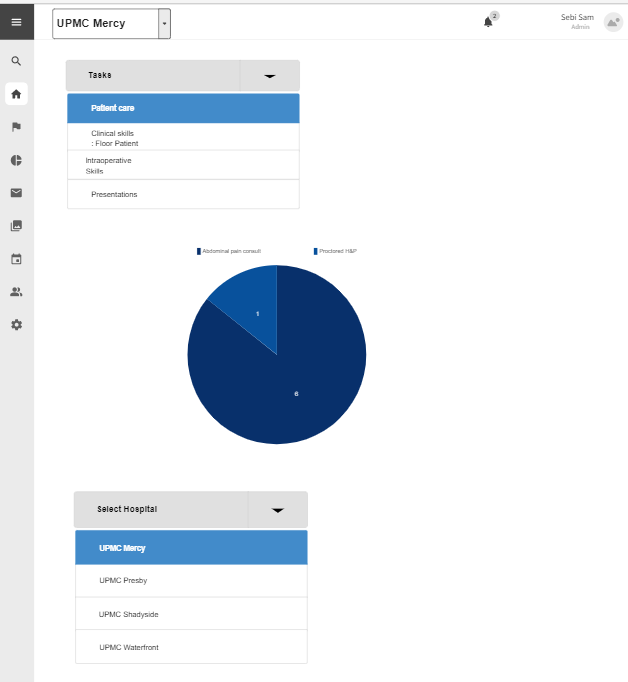 UPMC Mercy
2
Sebi Sam
Admin
Tasks
Patient care
Clinical skills
: Floor Patient
Intraoperative
Skills
Presentations
Abdominal pain consult
Proctored H&P
1
6
Select Hospital
UPMC Mercy
UPMC Presby
UPMC Shadyside
UPMC Waterfront